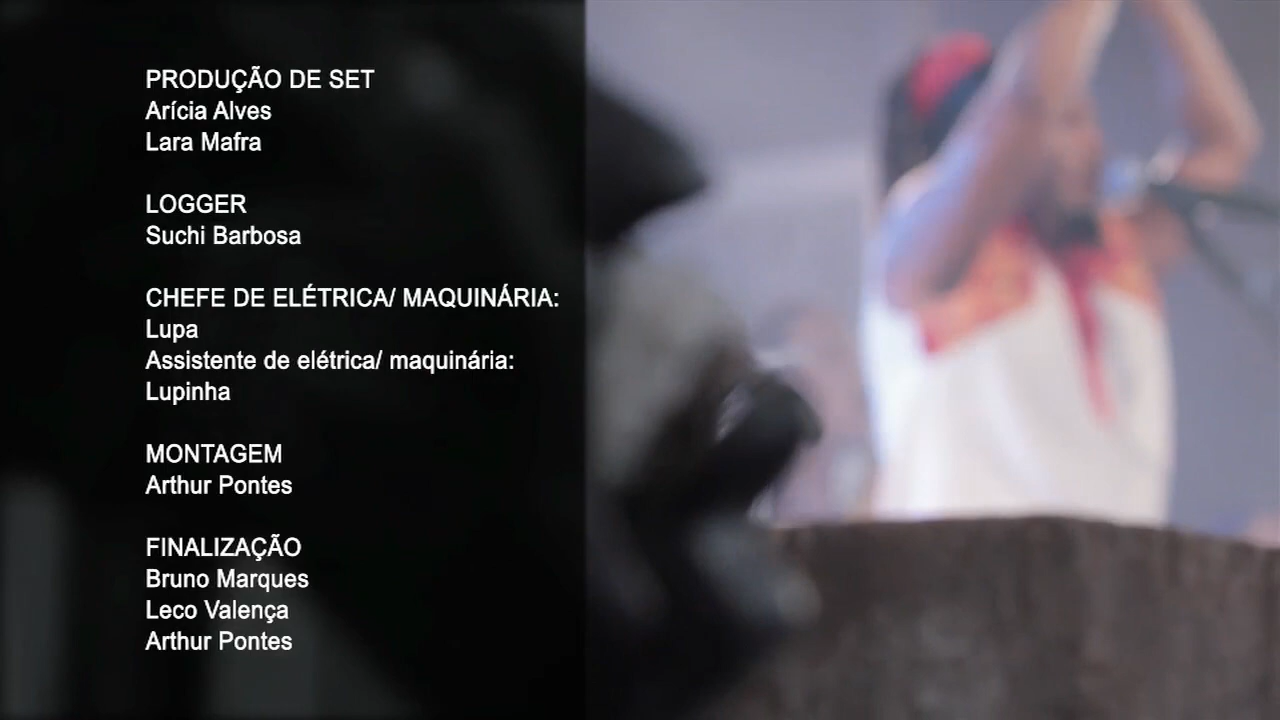 PRODUÇÃO DE SET
Arícia Alves
Lara Mafra
LOGGER
Suchi Barbosa
CHEFE DE ELÉTRICA/ MAQUINÁRIA:
Lupa
Assistente de elétrica/ maquinária:
Lupinha
MONTAGEM
Arthur Pontes
FINALIZAÇÃO
Bruno Marques
Leco Valença
Arthur Pontes